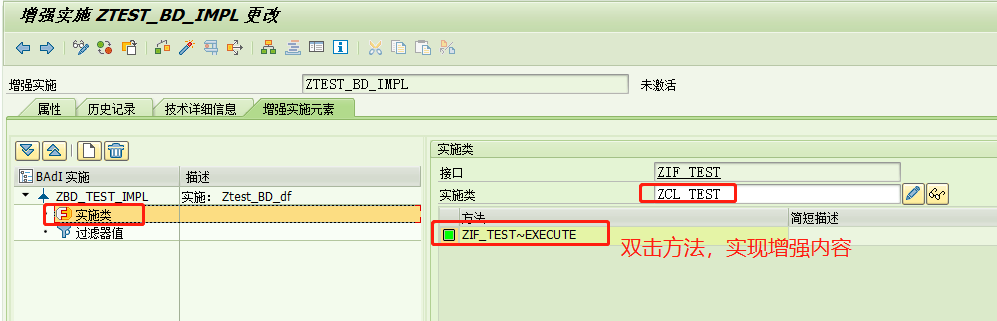 增强实施 ZTEST_BD_IMPL 更改
增强实施 ZTEST_BD_IMPL 未激活
属性 历史记录 技术详细信息 增强实施元素
实施类
BAdI 实施 描述
接口 ZIF_TEST
ZBD_TEST_IMPL 实施： Ztest_BD_df
实施类 ZCL_TEST
实施类
方法 简短描述
过滤器值
ZIF_TEST~EXECUTE
双击方法，实现增强内容